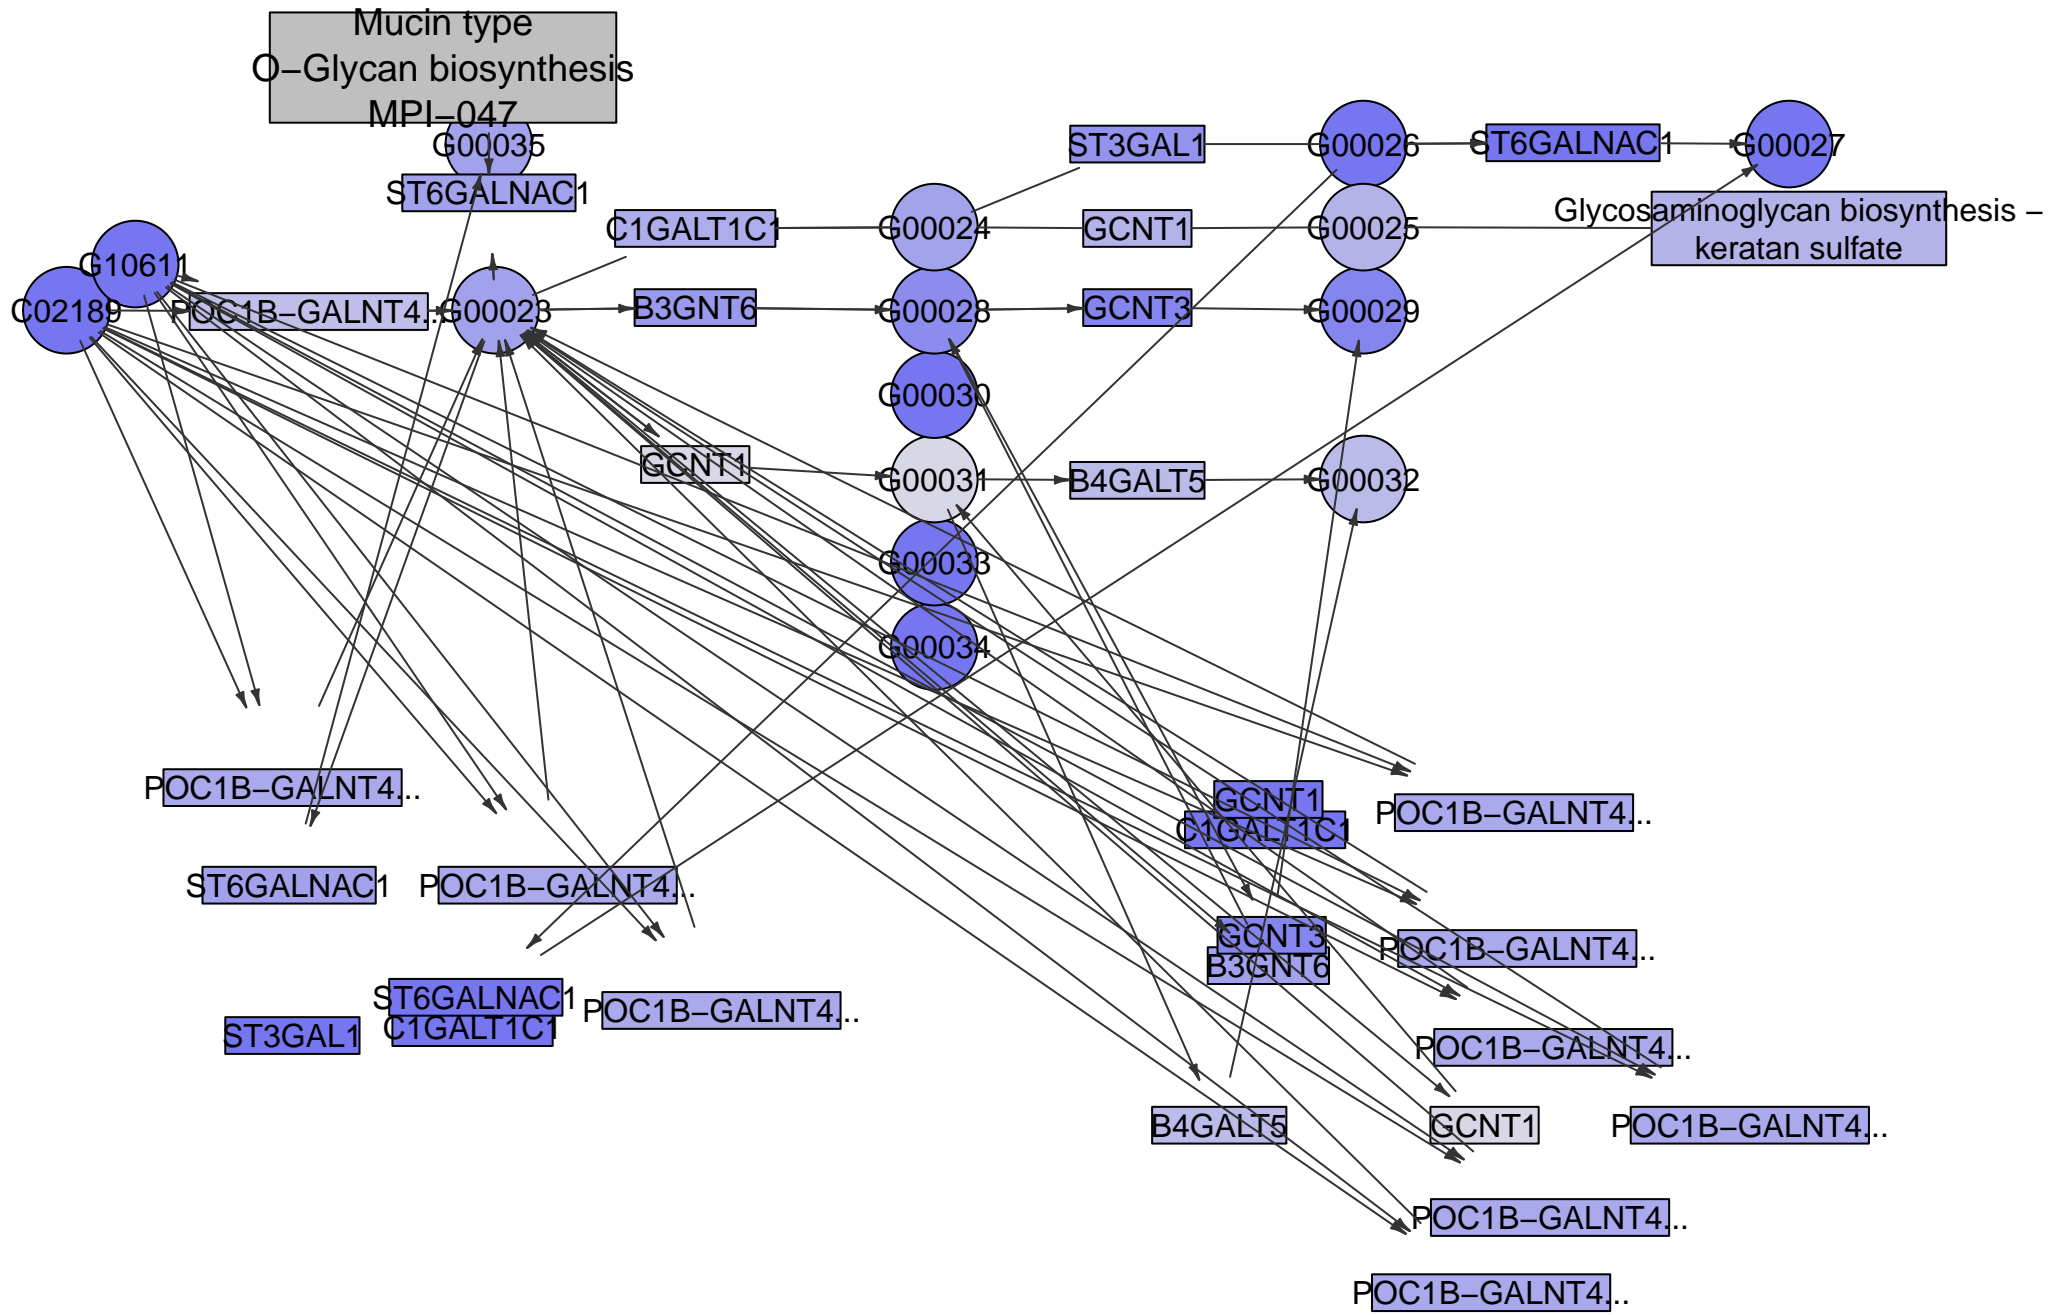 Mucin type
O−Glycan biosynthesis
MPI−047
G00035
ST3GAL1
G00026
ST6GALNAC1
G00027
ST6GALNAC1
Glycosaminoglycan biosynthesis −
keratan sulfate
C1GALT1C1
G00024
GCNT1
G00025
G10611
C02189
POC1B−GALNT4...
G00023
B3GNT6
G00028
GCNT3
G00029
G00030
GCNT1
G00031
B4GALT5
G00032
G00033
G00034
POC1B−GALNT4...
GCNT1
C1GALT1C1
POC1B−GALNT4...
ST6GALNAC1
POC1B−GALNT4...
GCNT3
B3GNT6
POC1B−GALNT4...
ST6GALNAC1
C1GALT1C1
ST3GAL1
POC1B−GALNT4...
POC1B−GALNT4...
B4GALT5
GCNT1
POC1B−GALNT4...
POC1B−GALNT4...
POC1B−GALNT4...